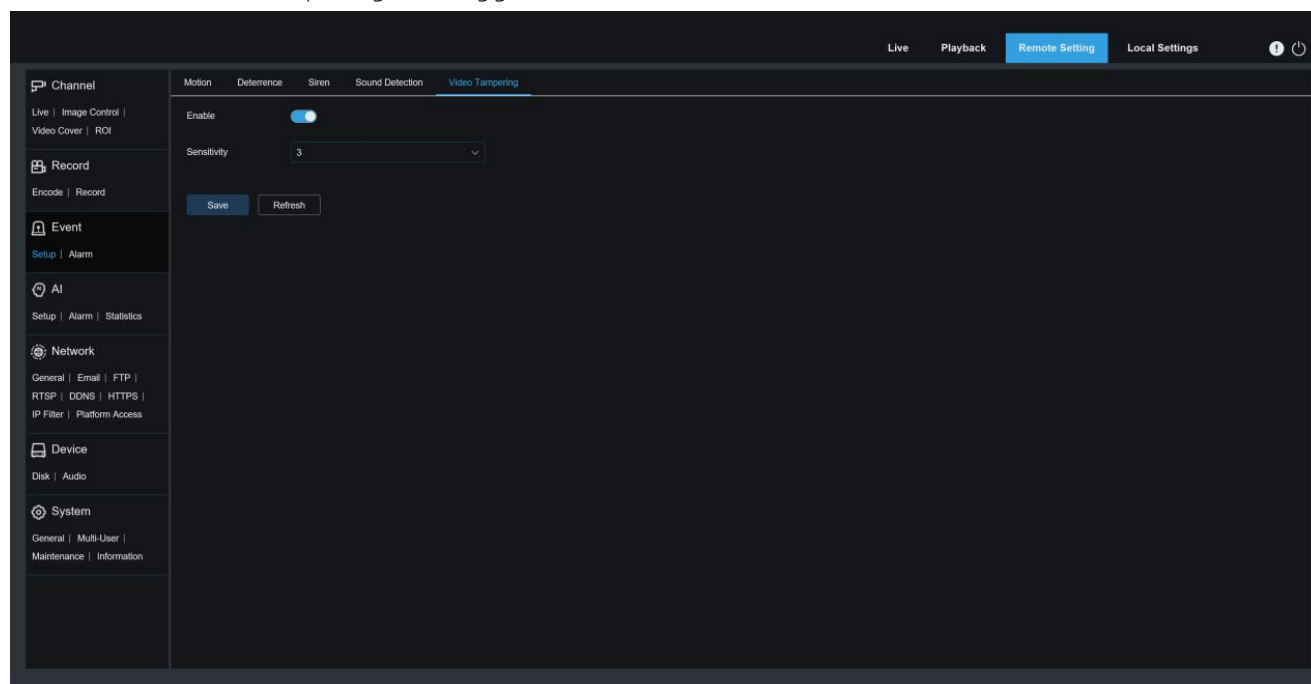 Live Playback Remote Setting Local Settings
Channel
Live | Image Control |
Video Cover | ROI
Record
Encode | Record
Event
Setup | Alarm
AI
Setup | Alarm | Statistics
Network
General | Email | FTP |
RTSP | DDNS | HTTPS |
IP Filter | Platform Access
Device
Disk | Audio
System
General | Multi-User |
Maintenance | Information
Motion Deterrence Siren Sound Detection Video Tampering
Enable
Sensitivity 3
Save Refresh